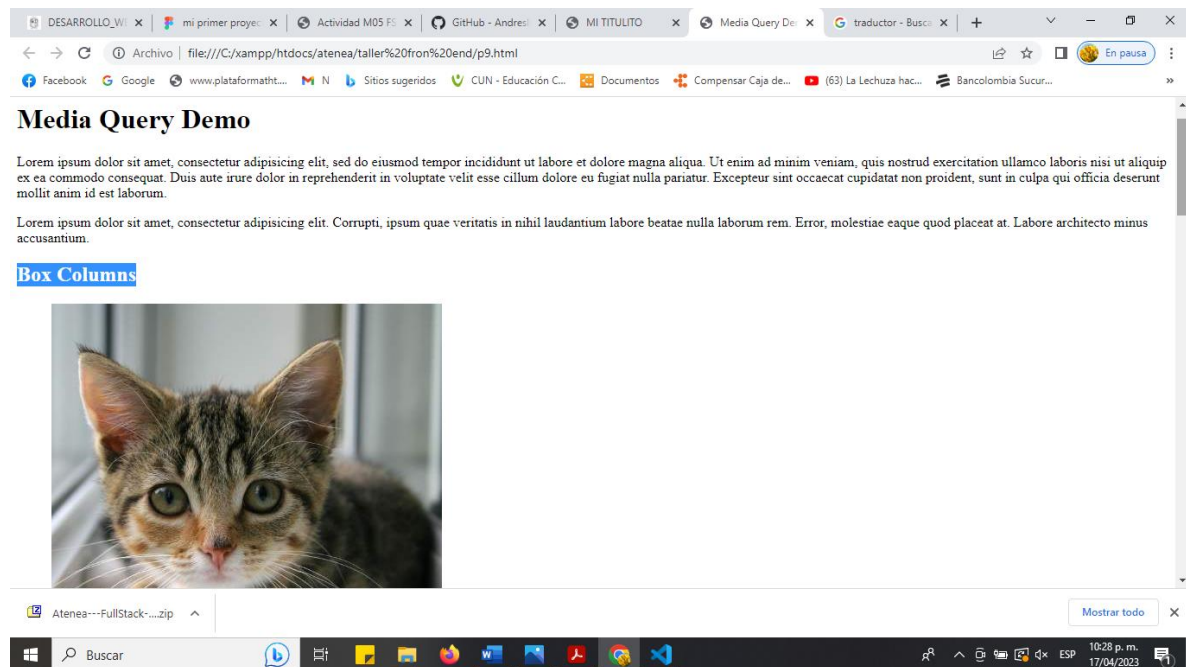 DESARROLLO_WI
mi primer proyec
Actividad M05 FS
GitHub - Andresl
MI TITULITO
Media Query De
traductor - Busca
Archivo
file:///C:/xampp/htdocs/atenea/taller%20fron%20end/p9.html
En pausa
Facebook
Google
www.plataformatht....
N
Sitios sugeridos
CUN - Educación C...
Documentos
Compensar Caja de...
(63) La Lechuza hac...
Bancolombia Sucur...
Media Query Demo
Lorem ipsum dolor sit amet, consectetur adipisicing elit, sed do eiusmod tempor incididunt ut labore et dolore magna aliqua. Ut enim ad minim veniam, quis nostrud exercitation ullamco laboris nisi ut aliquip
ex ea commodo consequat. Duis aute irure dolor in reprehenderit in voluptate velit esse cillum dolore eu fugiat nulla pariatur. Excepteur sint occaecat cupidatat non proident, sunt in culpa qui officia deserunt
mollit anim id est laborum.
Lorem ipsum dolor sit amet, consectetur adipisicing elit. Corrupti, ipsum quae veritatis in nihil laudantium labore beatae nulla laborum rem. Error, molestiae eaque quod placeat at. Labore architecto minus
accusantium.
Box Columns
Atenea---FullStack-....zip
Mostrar todo
Buscar
ESP
10:28 p. m.
17/04/2023